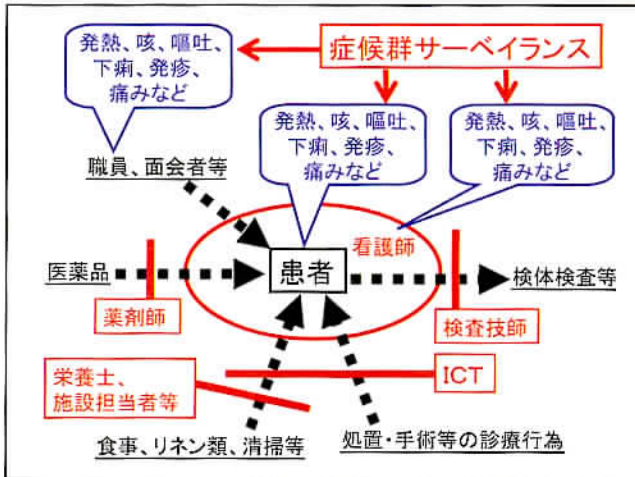 発熱、咳、嘔吐、
下痢、発疹、
痛みなど
症候群サーベイランス
発熱、咳、嘔吐、
下痢、発疹、
痛みなど
発熱、咳、嘔吐、
下痢、発疹、
痛みなど
職員、面会者等
看護師
医薬品
患者
検体検査等
薬剤師
検査技師
栄養士、
施設担当者等
ICT
食事、リネン類、清掃等
処置・手術等の診療行為